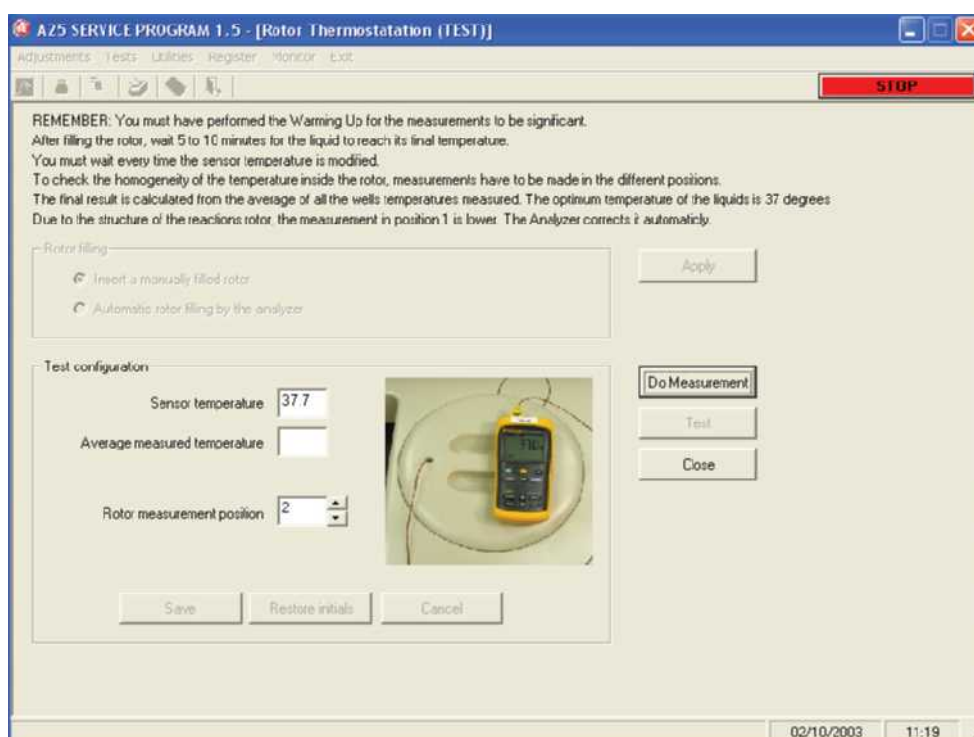 A25 SERVICE PROGRAM 1.5 - [Rotor Thermostatation (TEST)]
Adjustments Tests Utilities Register Monitor Exit
STOP
REMEMBER: You must have performed the Warming Up for the measurements to be significant.
After filling the rotor, wait 5 to 10 minutes for the liquid to reach its final temperature.
You must wait every time the sensor temperature is modified.
To check the homogeneity of the temperature inside the rotor, measurements have to be made in the different positions.
The final result is calculated from the average of all the wells temperatures measured. The optimum temperature of the liquids is 37 degrees
Due to the structure of the reactions rotor, the measurement in position 1 is lower. The Analyzer corrects it automaticly.
Rotor filling
Insert a manually filled rotor
Automatic rotor filling by the analyzer
Apply
Test configuration
Sensor temperature 37.7
Average measured temperature
Rotor measurement position 2
Do Measurement
Test
Close
Save Restore initials Cancel
02/10/2003 11:19